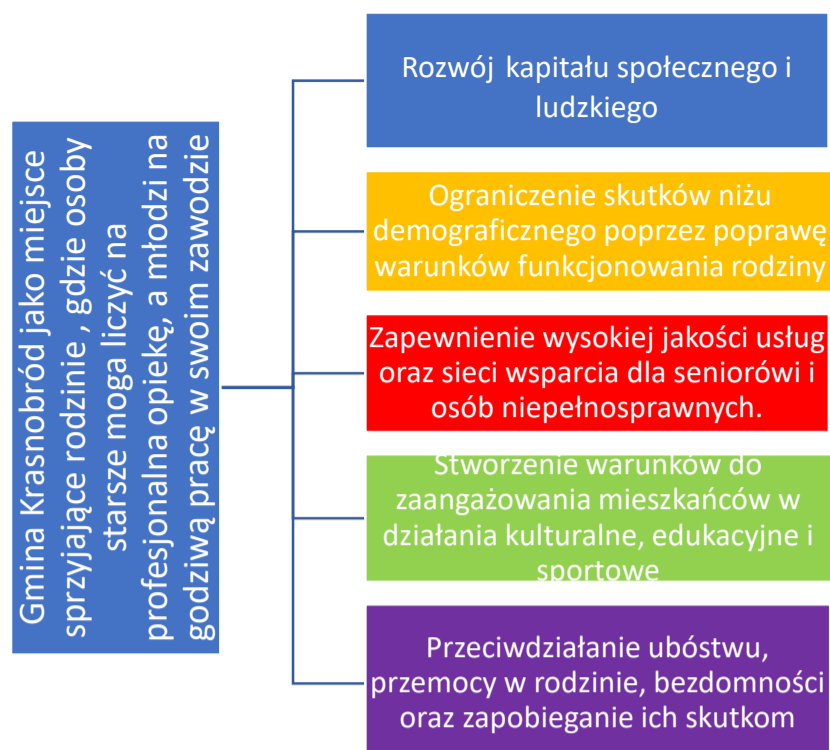 Gmina Krasnobród jako miejsce
sprzyjające rodzinie , gdzie osoby
starsze moga liczyć na
profesjonalna opiekę, a młodzi na
godziwą pracę w swoim zawodzie
Rozwój kapitału społecznego i
ludzkiego
Ograniczenie skutków niżu
demograficznego poprzez poprawę
warunków funkcjonowania rodziny
Zapewnienie wysokiej jakości usług
oraz sieci wsparcia dla seniorówi i
osób niepełnosprawnych.
Stworzenie warunków do
zaangażowania mieszkańców w
działania kulturalne, edukacyjne i
sportowe
Przeciwdziałanie ubóstwu,
przemocy w rodzinie, bezdomności
oraz zapobieganie ich skutkom